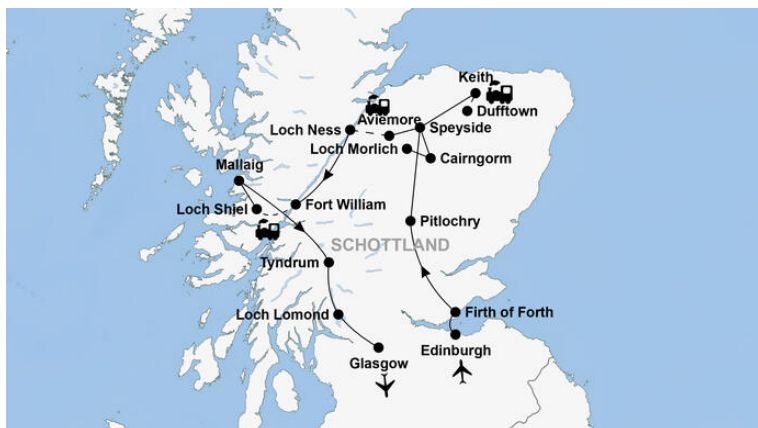 Keith
Dufftown
Aviemore
Speyside
Loch Ness
Loch Morlich
Cairngorm
Mallaig
Loch Shiel
Fort William
Pitlochry
SCHOTTLAND
Tyndrum
Loch Lomond
Firth of Forth
Edinburgh
Glasgow